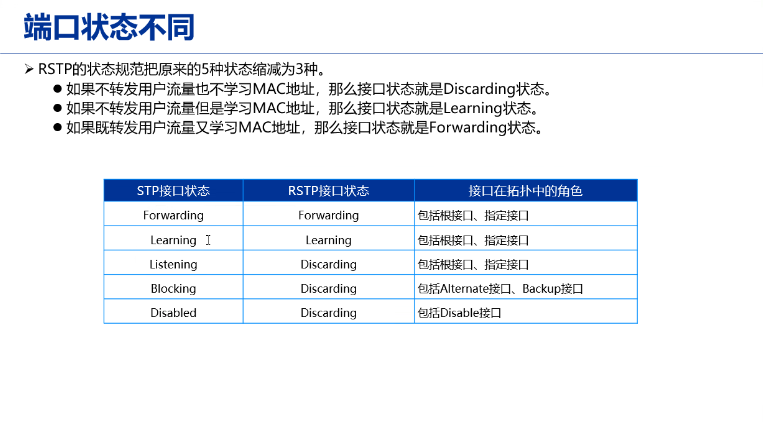 端口状态不同
➢ RSTP的状态规范把原来的5种状态缩减为3种。
● 如果不转发用户流量也不学习MAC地址，那么接口状态就是Discarding状态。
● 如果不转发用户流量但是学习MAC地址，那么接口状态就是Learning状态。
● 如果既转发用户流量又学习MAC地址，那么接口状态就是Forwarding状态。
STP接口状态 RSTP接口状态 接口在拓扑中的角色
Forwarding Forwarding 包括根接口、指定接口
Learning Learning 包括根接口、指定接口
Listening Discarding 包括根接口、指定接口
Blocking Discarding 包括Alternate接口、Backup接口
Disabled Discarding 包括Disable接口